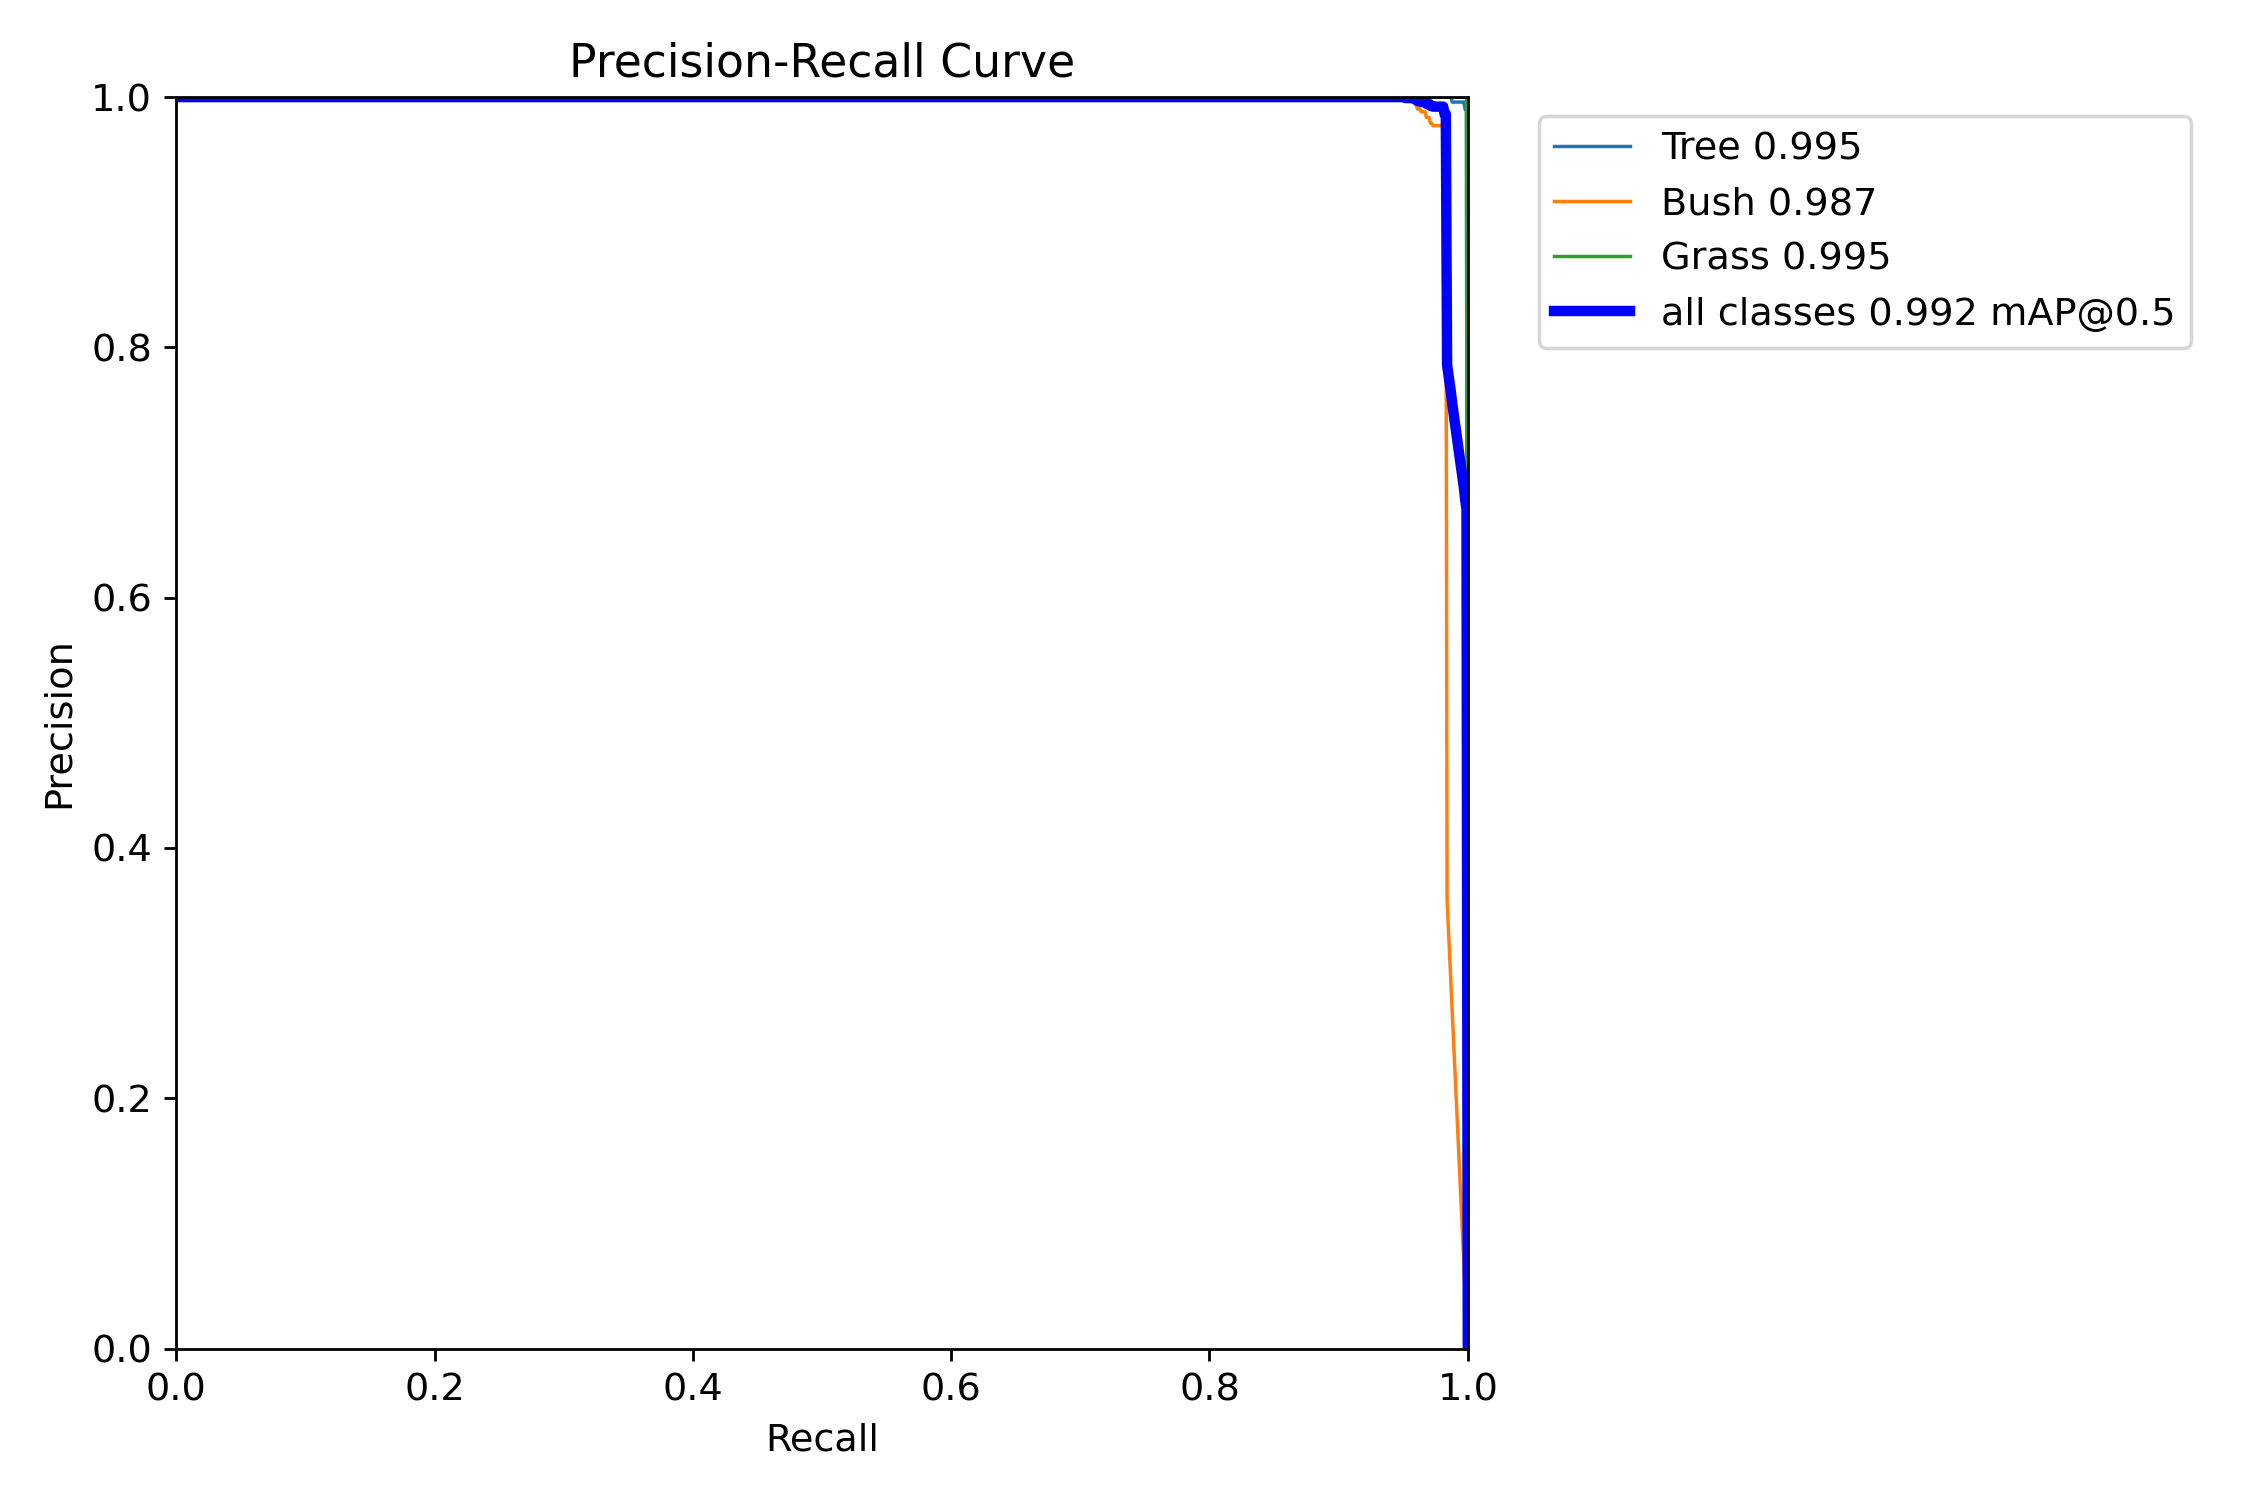 Precision-Recall Curve
1.0
0.8
0.6
0.4
0.2
0.0
Precision
0.0 0.2 0.4 0.6 0.8 1.0
Recall
Tree 0.995
Bush 0.987
Grass 0.995
all classes 0.992 mAP@0.5